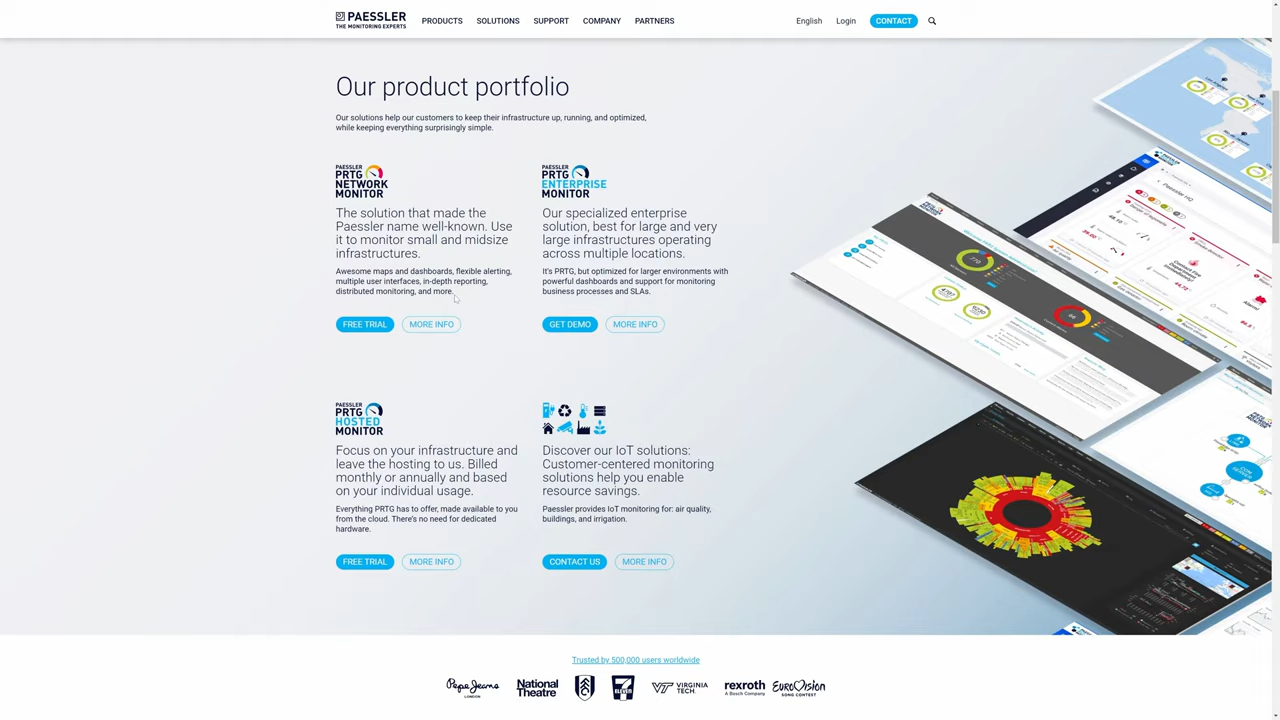 PAESSLER
THE MONITORING EXPERTS
PRODUCTS
SOLUTIONS
SUPPORT
COMPANY
PARTNERS
English
Login
CONTACT
Our product portfolio
Our solutions help our customers to keep their infrastructure up, running, and optimized,
while keeping everything surprisingly simple.
PAESSLER
PRTG
NETWORK
MONITOR
The solution that made the
Paessler name well-known. Use
it to monitor small and midsize
infrastructures.
Awesome maps and dashboards, flexible alerting,
multiple user interfaces, in-depth reporting,
distributed monitoring, and more.
FREE TRIAL
MORE INFO
PAESSLER
PRTG
ENTERPRISE
MONITOR
Our specialized enterprise
solution, best for large and very
large infrastructures operating
across multiple locations.
It's PRTG, but optimized for larger environments with
powerful dashboards and support for monitoring
business processes and SLAs.
GET DEMO
MORE INFO
PAESSLER
PRTG
HOSTED
MONITOR
Focus on your infrastructure and
leave the hosting to us. Billed
monthly or annually and based
on your individual usage.
Everything PRTG has to offer, made available to you
from the cloud. There's no need for dedicated
hardware.
FREE TRIAL
MORE INFO
Discover our IoT solutions:
Customer-centered monitoring
solutions help you enable
resource savings.
Paessler provides IoT monitoring for: air quality,
buildings, and irrigation.
CONTACT US
MORE INFO
Trusted by 500,000 users worldwide
Pepe Jeans
LONDON
National
Theatre
7 ELEVEN
VT VIRGINIA
TECH.
rexroth
A Bosch Company
EUROVISION
SONG CONTEST